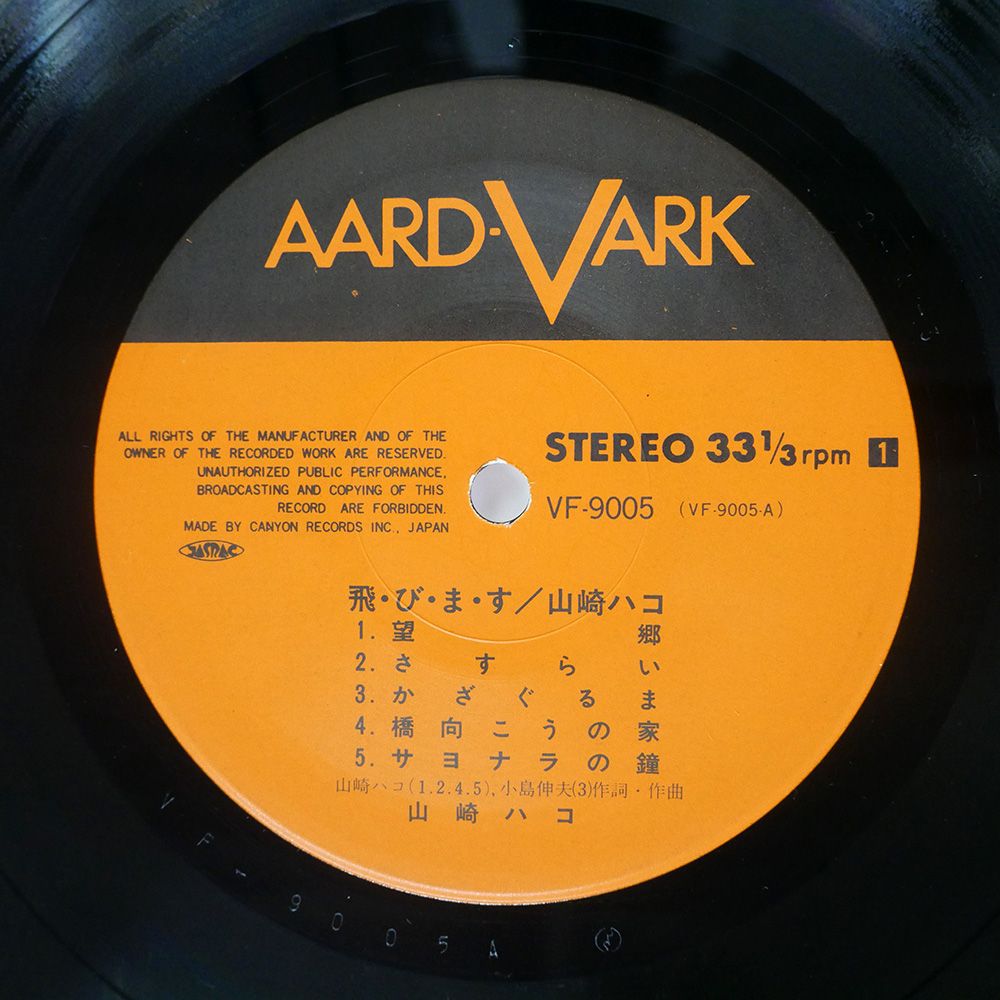 AARD-VARK
ALL RIGHTS OF THE MANUFACTURER AND OF THE
OWNER OF THE RECORDED WORK ARE RESERVED.
UNAUTHORIZED PUBLIC PERFORMANCE,
BROADCASTING AND COPYING OF THIS
RECORD ARE FORBIDDEN.
MADE BY CANYON RECORDS INC., JAPAN
JASRAC
STEREO 33 1/3 rpm 1
VF-9005 (VF-9005-A)
飛・び・ま・す／山崎ハコ
1. 望郷
2. さすらい
3. かざぐるま
4. 橋向こうの家
5. サヨナラの鐘
山崎ハコ(1.2.4.5), 小島伸夫(3)作詞・作曲
山崎ハコ
VF-9005A